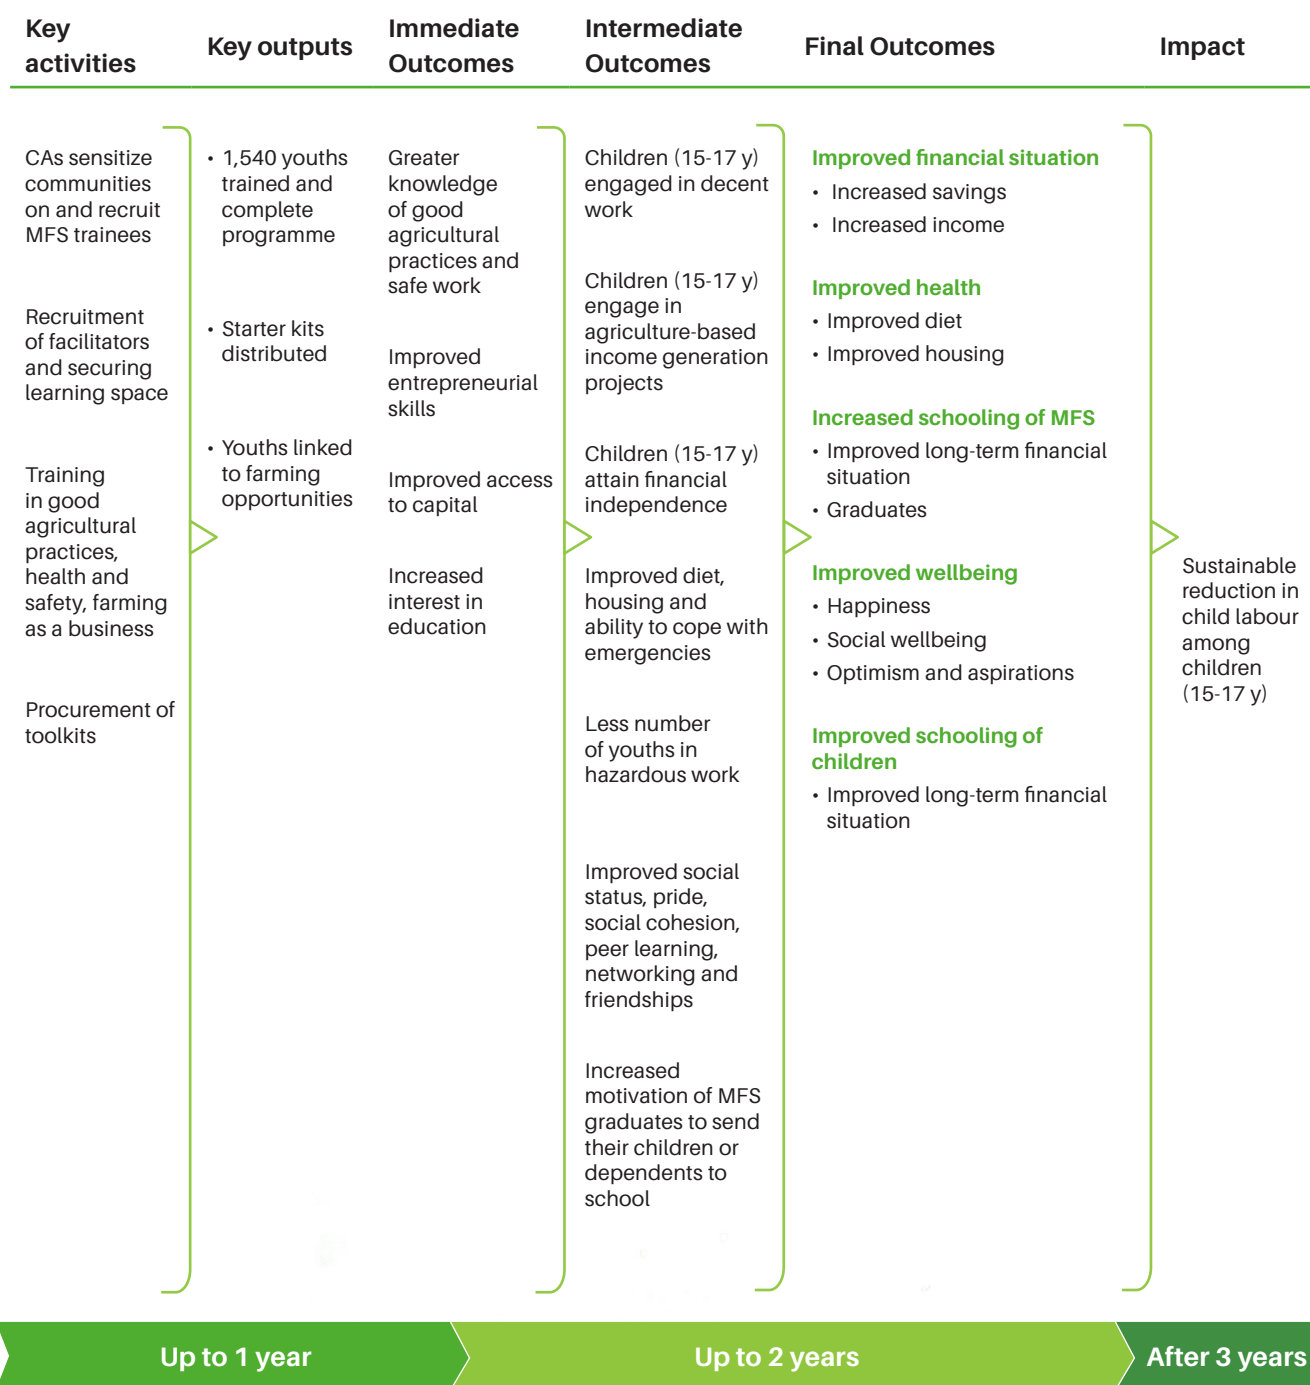 Key
activities
Key outputs
Immediate
Outcomes
Intermediate
Outcomes
Final Outcomes
Impact
CAs sensitize
communities
on and recruit
MFS trainees
Recruitment
of facilitators
and securing
learning space
Training
in good
agricultural
practices,
health and
safety, farming
as a business
Procurement of
toolkits
• 1,540 youths
trained and
complete
programme
• Starter kits
distributed
• Youths linked
to farming
opportunities
Greater
knowledge
of good
agricultural
practices and
safe work
Improved
entrepreneurial
skills
Improved access
to capital
Increased
interest in
education
Children (15-17 y)
engaged in decent
work
Children (15-17 y)
engage in
agriculture-based
income generation
projects
Children (15-17 y)
attain financial
independence
Improved diet,
housing and
ability to cope with
emergencies
Less number
of youths in
hazardous work
Improved social
status, pride,
social cohesion,
peer learning,
networking and
friendships
Increased
motivation of MFS
graduates to send
their children or
dependents to
school
Improved financial situation
• Increased savings
• Increased income
Improved health
• Improved diet
• Improved housing
Increased schooling of MFS
• Improved long-term financial
situation
• Graduates
Improved wellbeing
• Happiness
• Social wellbeing
• Optimism and aspirations
Improved schooling of
children
• Improved long-term financial
situation
Sustainable
reduction in
child labour
among
children
(15-17 y)
Up to 1 year
Up to 2 years
After 3 years